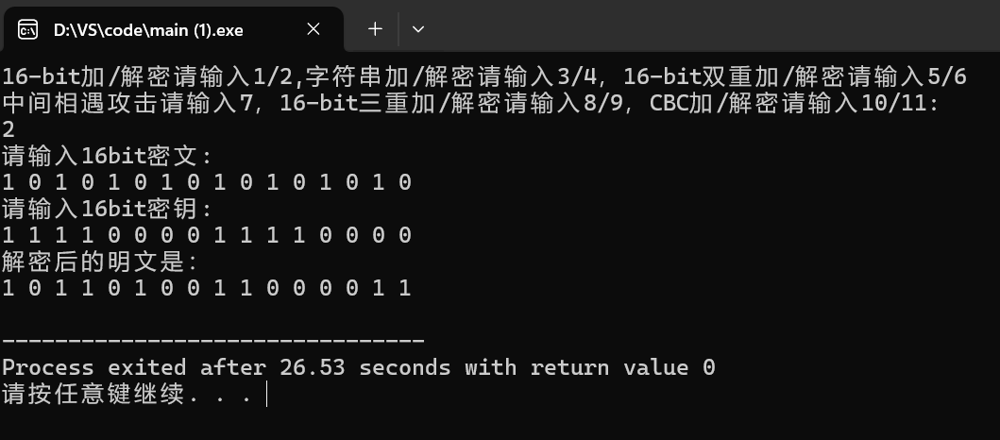 D:\VS\code\main (1).exe
16-bit加/解密请输入1/2,字符串加/解密请输入3/4，16-bit双重加/解密请输入5/6
中间相遇攻击请输入7，16-bit三重加/解密请输入8/9，CBC加/解密请输入10/11：
2
请输入16bit密文：
1 0 1 0 1 0 1 0 1 0 1 0 1 0 1 0
请输入16bit密钥：
1 1 1 1 0 0 0 0 1 1 1 1 0 0 0 0
解密后的明文是：
1 0 1 1 0 1 0 0 1 1 0 0 0 0 1 1
--------------------------------
Process exited after 26.53 seconds with return value 0
请按任意键继续. . .